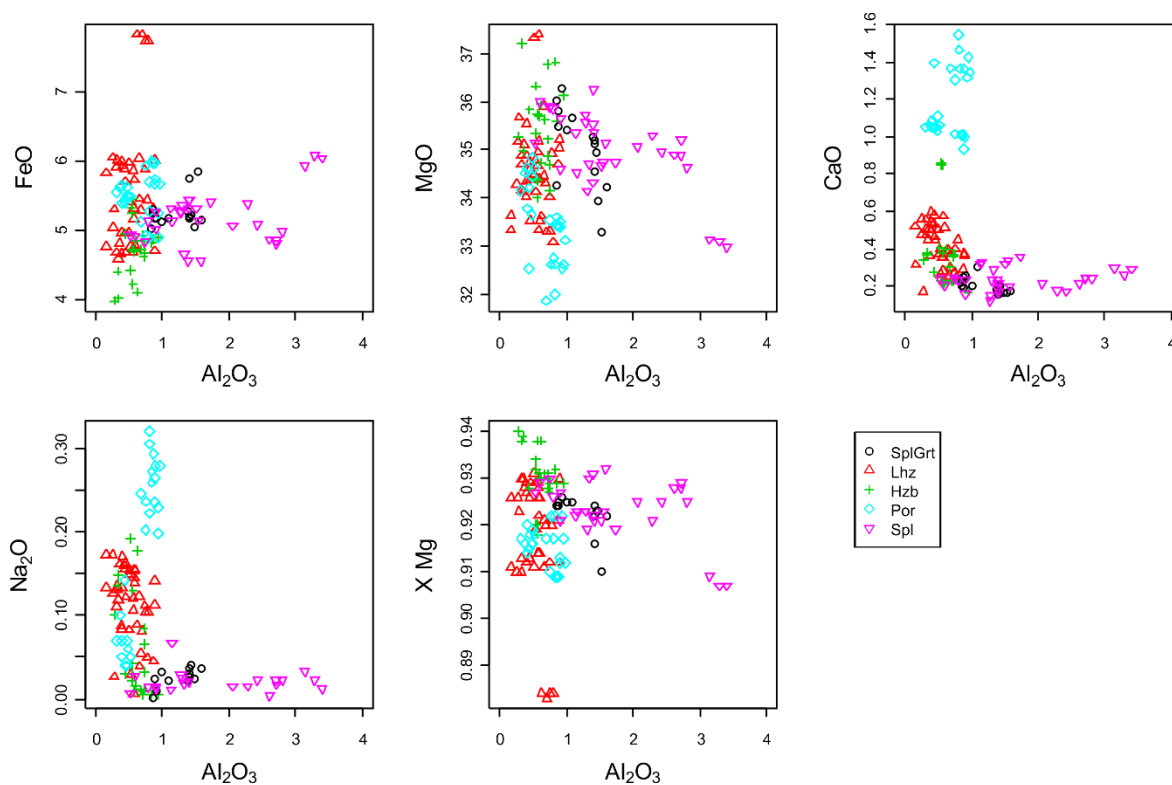 FeO
7
6
5
4
0 1 2 3 4
Al₂O₃
MgO
37
36
35
34
33
32
0 1 2 3 4
Al₂O₃
CaO
1.6
1.4
1.2
1.0
0.8
0.6
0.4
0.2
0 1 2 3 4
Al₂O₃
Na₂O
0.30
0.20
0.10
0.00
0 1 2 3 4
Al₂O₃
X Mg
0.94
0.93
0.92
0.91
0.90
0.89
0 1 2 3 4
Al₂O₃
SplGrt
Lhz
Hzb
Por
Spl